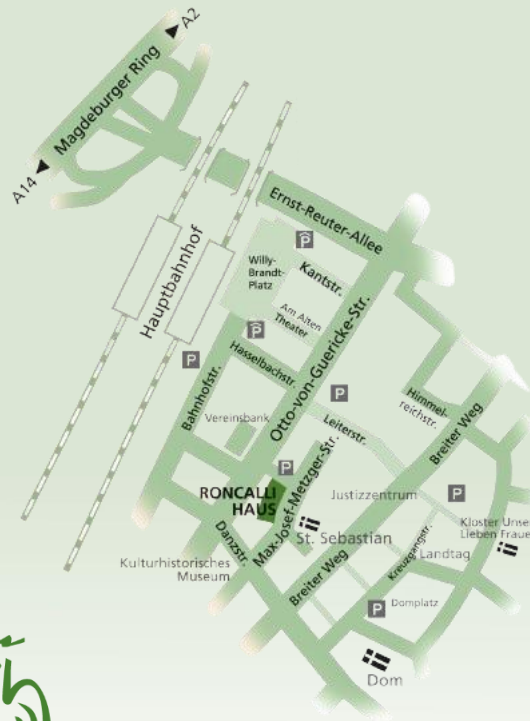 A2
Magdeburger Ring
A14
Ernst-Reuter-Allee
Hauptbahnhof
P
Willy-
Brandt-
Platz
Kantstr.
Am Alten
Theater
P
Hasselbachstr.
P
Bahnhofstr.
Otto-von-Guericke-Str.
P
Himmel-
reichstr.
Vereinsbank
Leiterstr.
Breiter Weg
P
RONCALLI
HAUS
Max-Josef-Metzger-Str.
Justizzentrum
P
Danzstr.
St. Sebastian
Kloster Unse
Lieben Fraue
Landtag
Kreuzgangstr.
Kulturhistorisches
Museum
Breiter Weg
P
Domplatz
Dom